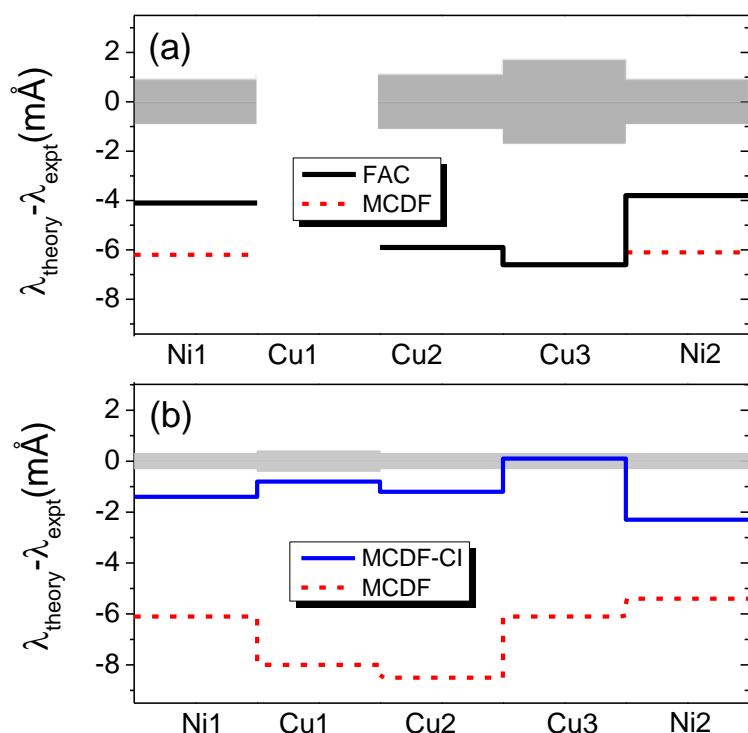 (a)
2
0
-2
-4
-6
-8
λtheory-λexpt(mÅ)
FAC
MCDF
Ni1 Cu1 Cu2 Cu3 Ni2
(b)
2
0
-2
-4
-6
-8
λtheory-λexpt(mÅ)
MCDF-CI
MCDF
Ni1 Cu1 Cu2 Cu3 Ni2